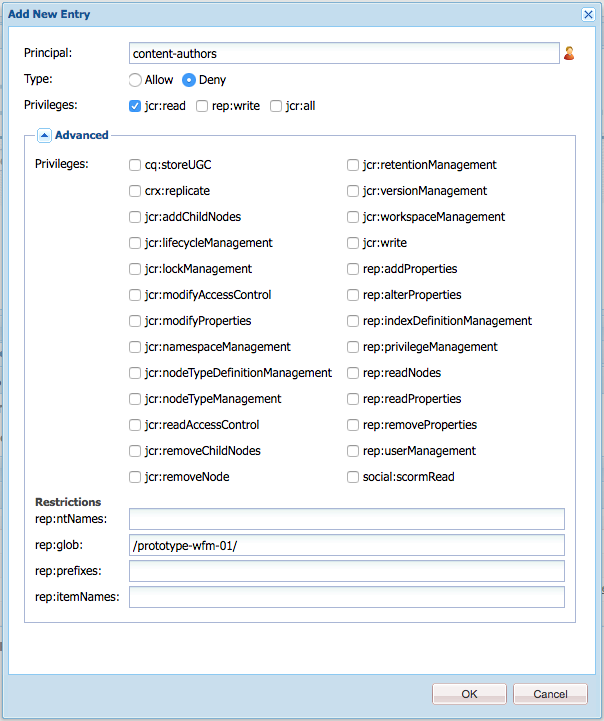 Add New Entry
Principal: content-authors
Type: Allow Deny
Privileges: jcr:read rep:write jcr:all
Advanced
Privileges: cq:storeUGC jcr:retentionManagement
crx:replicate jcr:versionManagement
jcr:addChildNodes jcr:workspaceManagement
jcr:lifecycleManagement jcr:write
jcr:lockManagement rep:addProperties
jcr:modifyAccessControl rep:alterProperties
jcr:modifyProperties rep:indexDefinitionManagement
jcr:namespaceManagement rep:privilegeManagement
jcr:nodeTypeDefinitionManagement rep:readNodes
jcr:nodeTypeManagement rep:readProperties
jcr:readAccessControl rep:removeProperties
jcr:removeChildNodes rep:userManagement
jcr:removeNode social:scormRead
Restrictions
rep:ntNames:
rep:glob: /prototype-wfm-01/
rep:prefixes:
rep:itemNames:
OK Cancel